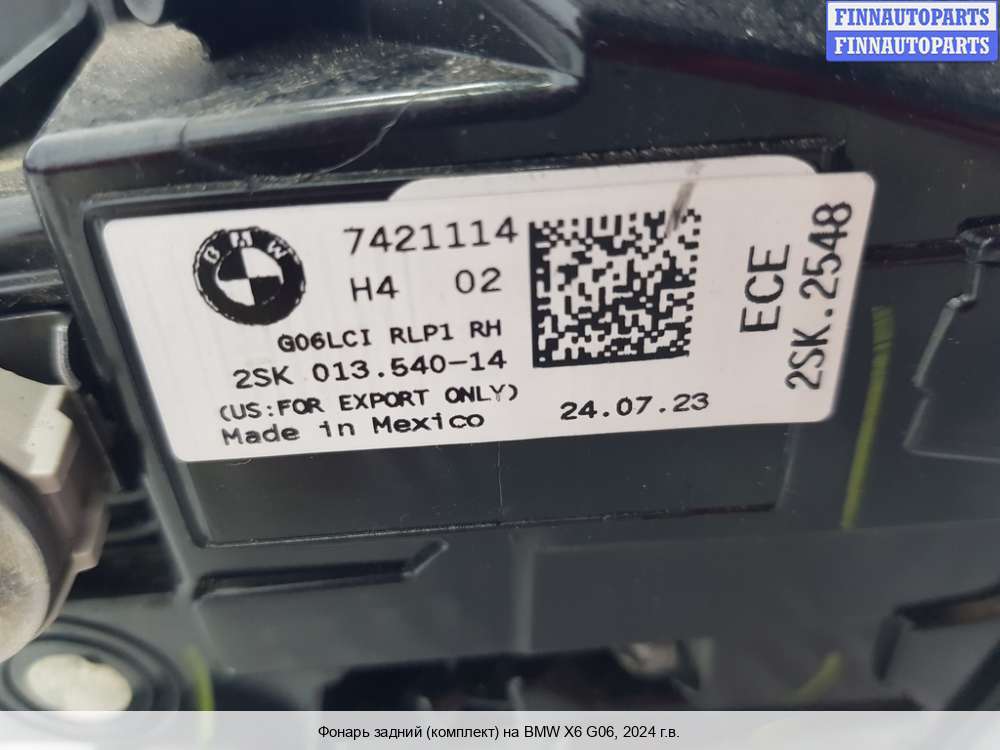 FINNAUTOPARTS
FINNAUTOPARTS
BMW
7421114
H4 02
G06LCI RLP1 RH
2SK 013.540-14
(US:FOR EXPORT ONLY)
Made in Mexico
24.07.23
ECE
2SK.2548
Фонарь задний (комплект) на BMW X6 G06, 2024 г.в.